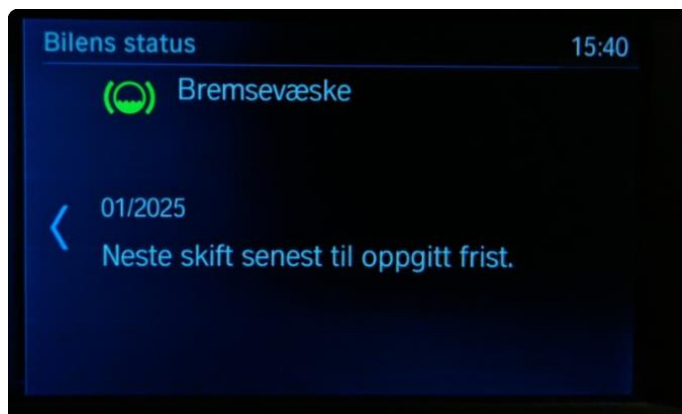 Bilens status
15:40
Bremsevæske
01/2025
Neste skift senest til oppgitt frist.